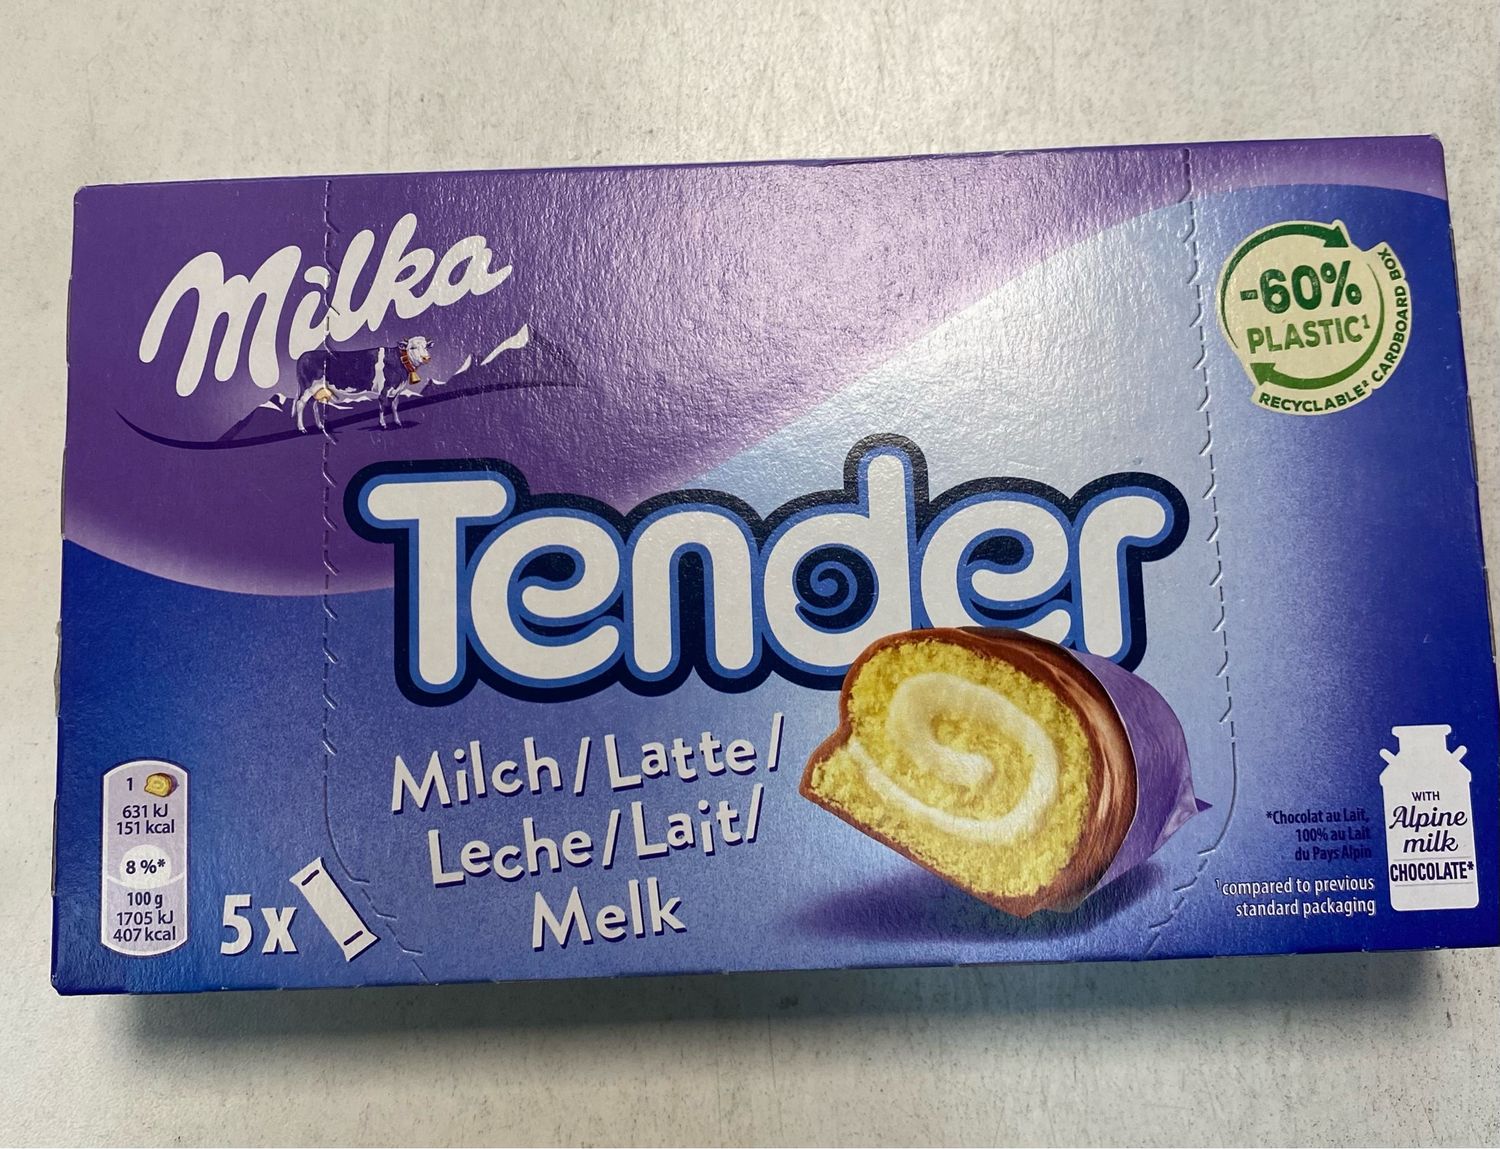 Milka
-60%
PLASTIC¹
RECYCLABLE² CARDBOARD BOX
Tender
Milch/Latte/
Leche/Lait/
Melk
1
631 kJ
151 kcal
8 %*
100 g
1705 kJ
407 kcal
5x
*Chocolat au Lait,
100% au Lait
du Pays Alpin
¹compared to previous
standard packaging
WITH
Alpine
milk
CHOCOLATE*